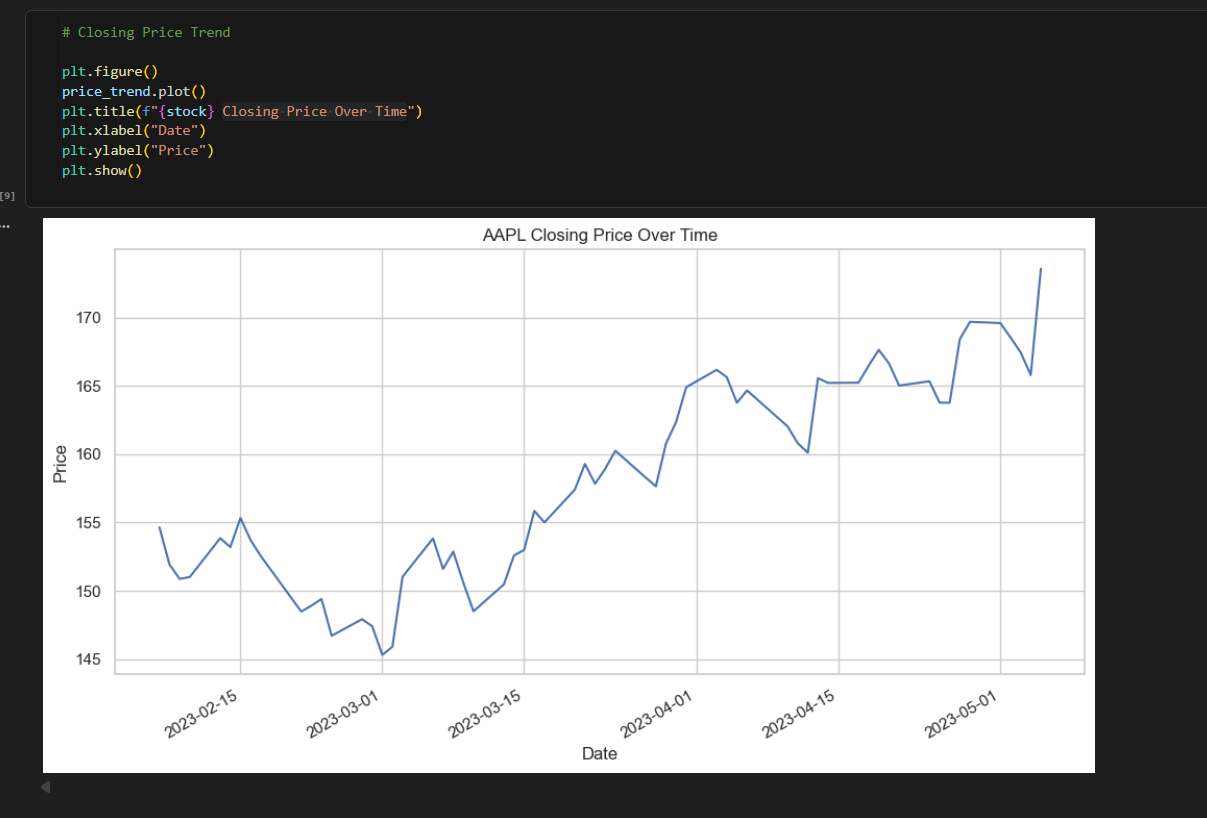 # Closing Price Trend
plt.figure()
price_trend.plot()
plt.title(f"{stock} Closing Price Over Time")
plt.xlabel("Date")
plt.ylabel("Price")
plt.show()
[9]
...
AAPL Closing Price Over Time
170
165
160
155
150
145
Price
2023-02-15
2023-03-01
2023-03-15
2023-04-01
2023-04-15
2023-05-01
Date